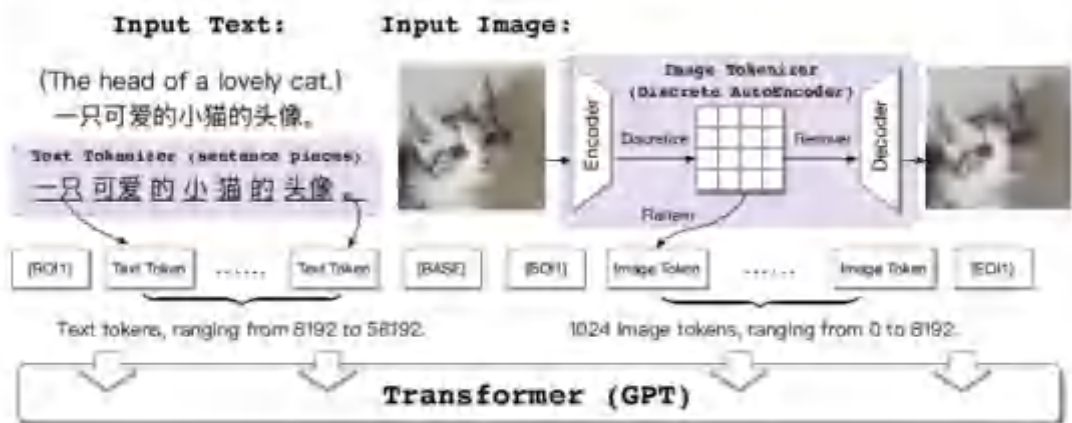 Input Text:
Input Image:
(The head of a lovely cat.)
一只可爱的小猫的头像。
Text Tokenizer (sentence pieces)
一只 可爱 的 小 猫 的 头像 。
Image Tokenizer
(Discrete AutoEncoder)
Encoder
Discretize
Recover
Decoder
Flatten
[ROI1]
Text Token
......
Text Token
[BASE]
[BOI1]
Image Token
......
Image Token
[EOI1]
Text tokens, ranging from 8192 to 58192.
1024 Image tokens, ranging from 0 to 8192.
Transformer (GPT)